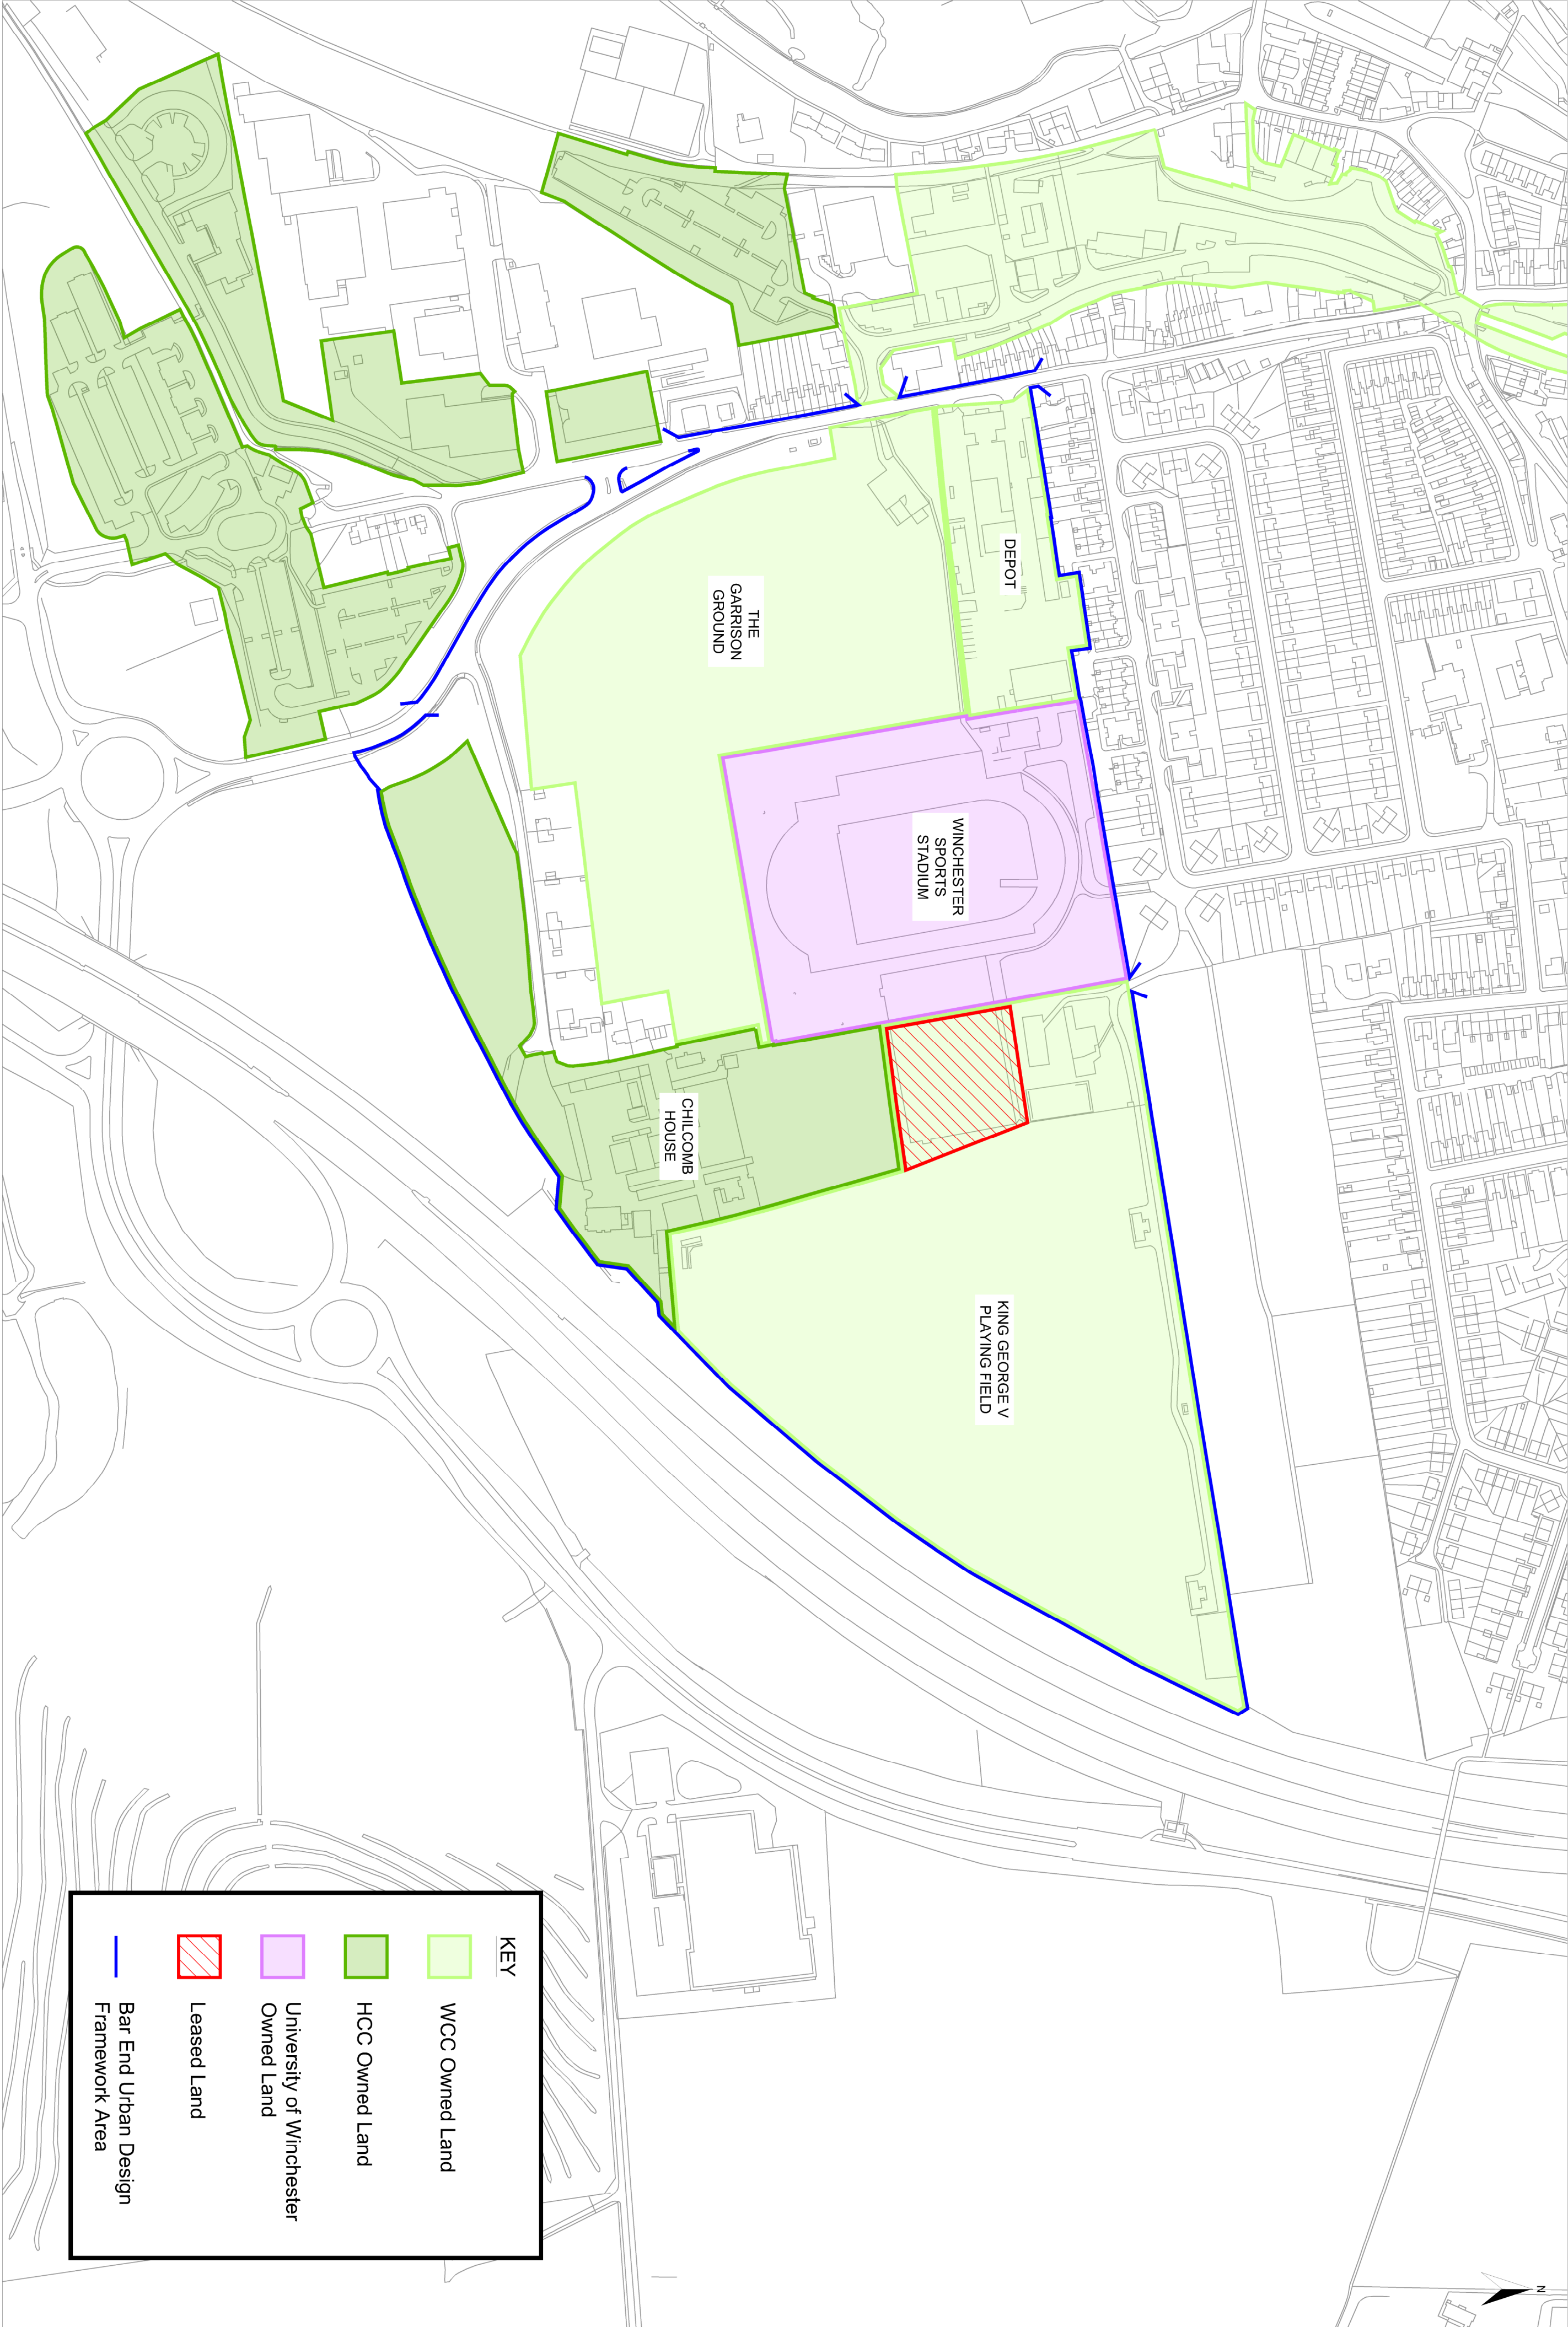 DEPOT
THE
GARRISON
GROUND
WINCHESTER
SPORTS
STADIUM
CHILCOMB
HOUSE
KING GEORGE V
PLAYING FIELD
KEY
WCC Owned Land
HCC Owned Land
University of Winchester
Owned Land
Leased Land
Bar End Urban Design
Framework Area
N